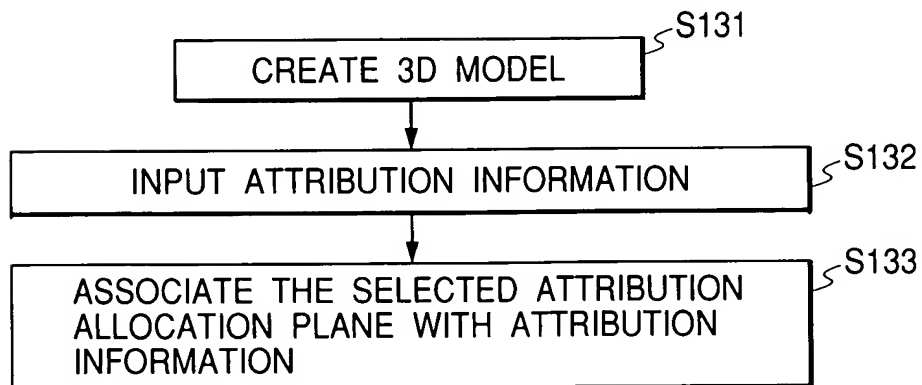 S131
CREATE 3D MODEL
S132
INPUT ATTRIBUTION INFORMATION
S133
ASSOCIATE THE SELECTED ATTRIBUTION
ALLOCATION PLANE WITH ATTRIBUTION
INFORMATION